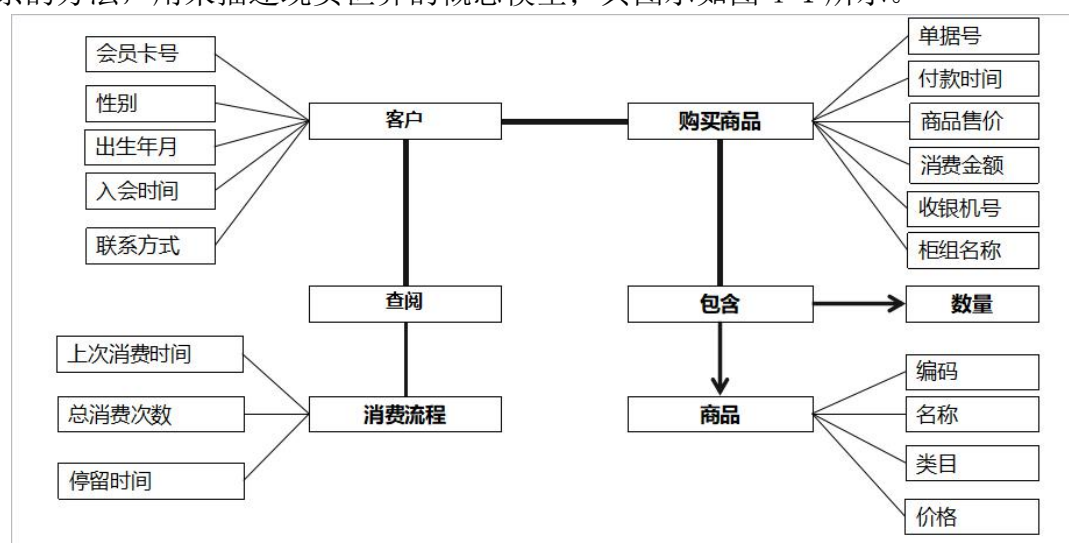 会员卡号
性别
出生年月
入会时间
联系方式
客户
购买商品
单据号
付款时间
商品售价
消费金额
收银机号
柜组名称
查阅
包含
数量
上次消费时间
总消费次数
停留时间
消费流程
商品
编码
名称
类目
价格